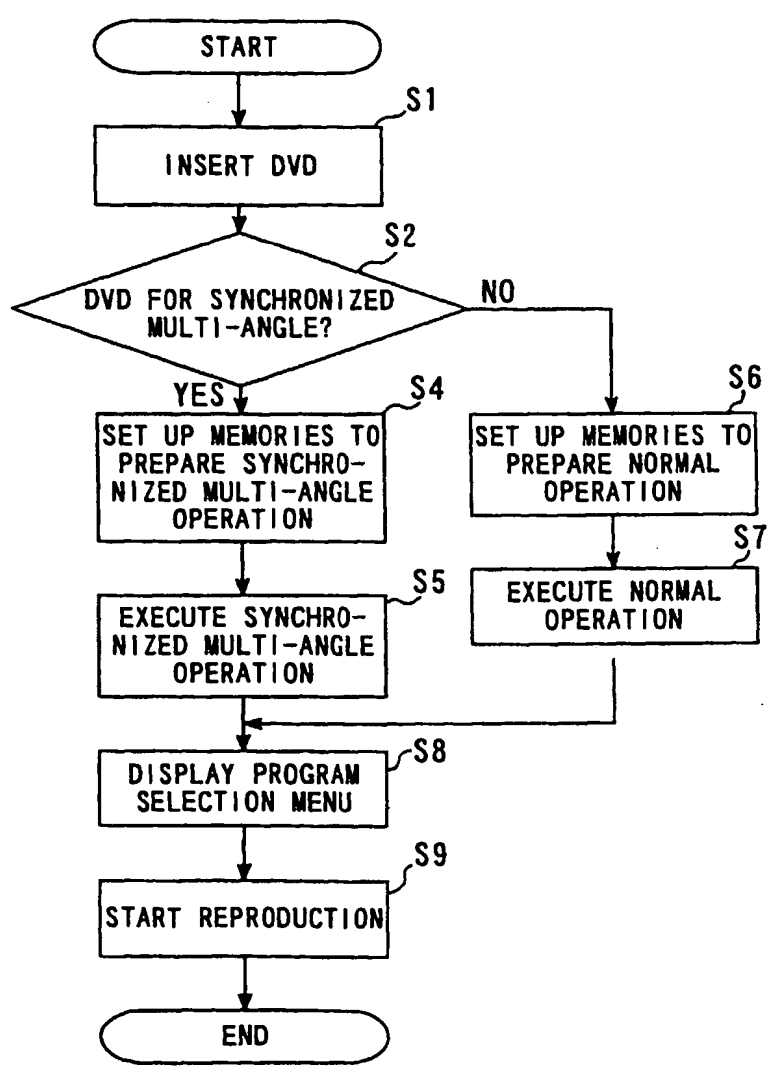 START
S1
INSERT DVD
S2
DVD FOR SYNCHRONIZED
MULTI-ANGLE?
NO
YES
S4
SET UP MEMORIES TO
PREPARE SYNCHRO-
NIZED MULTI-ANGLE
OPERATION
S6
SET UP MEMORIES TO
PREPARE NORMAL
OPERATION
S5
EXECUTE SYNCHRO-
NIZED MULTI-ANGLE
OPERATION
S7
EXECUTE NORMAL
OPERATION
S8
DISPLAY PROGRAM
SELECTION MENU
S9
START REPRODUCTION
END